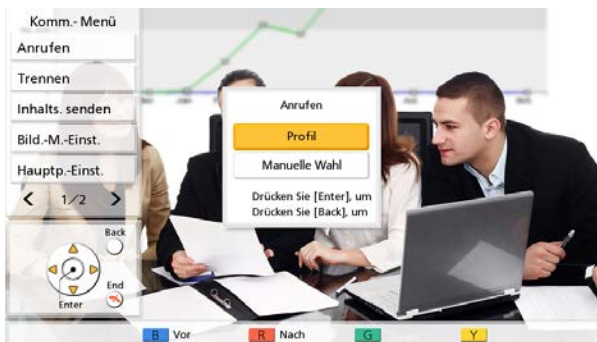 Komm.- Menü
Anrufen
Trennen
Inhalts. senden
Bild.-M.-Einst.
Hauptp.-Einst.
1/2
Back
Enter
End
Anrufen
Profil
Manuelle Wahl
Drücken Sie [Enter], um
Drücken Sie [Back], um
B Vor
R Nach
G
Y